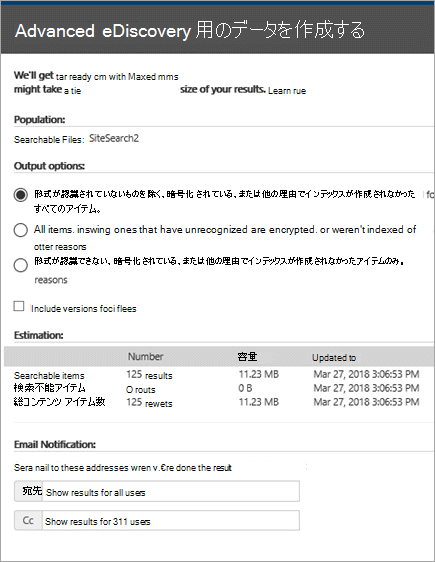 Advanced eDiscovery 用のデータを作成する
We'll get tar ready cm with Maxed mms
might take a tie size of your results. Learn rue
Population:
Searchable Files: SiteSearch2
Output options:
形式が認識されていないものを除く、暗号化 されている、または他の理由でインデックスが作成されなかった fo
すべてのアイテム。
All items. inswing ones that have unrecognized are encrypted. or weren't indexed of
otter reasons
形式が認識できない、暗号化されている、または他の理由でインデックスが作成されなかったアイテムのみ。
reasons
Include versions foci flees
Estimation:
Number 容量 Updated to
Searchable items 125 results 11.23 MB Mar 27, 2018 3:06:53 PM
検索不能アイテム O routs 0 B Mar 27, 2018 3:06:53 PM
総コンテンツ アイテム数 125 rewets 11.23 MB Mar 27, 2018 3:06:53 PM
Email Notification:
Sera nail to these addresses wren v.€re done the resut
宛先 Show results for all users
Cc Show results for 311 users